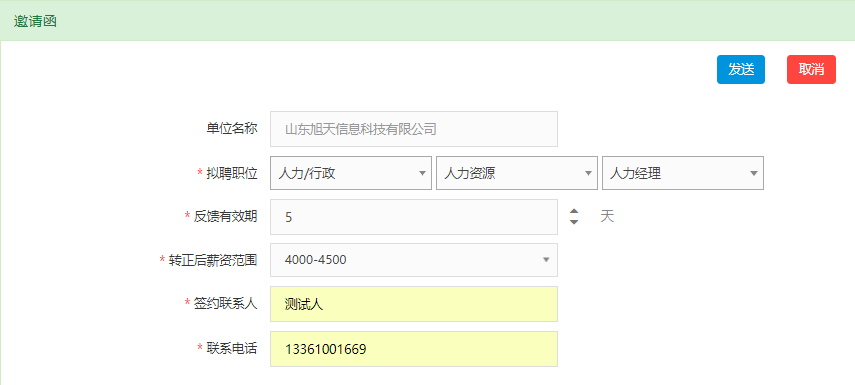 邀请函
发送 取消
单位名称 山东旭天信息科技有限公司
* 拟聘职位 人力/行政 人力资源 人力经理
* 反馈有效期 5 天
* 转正后薪资范围 4000-4500
* 签约联系人 测试人
* 联系电话 13361001669